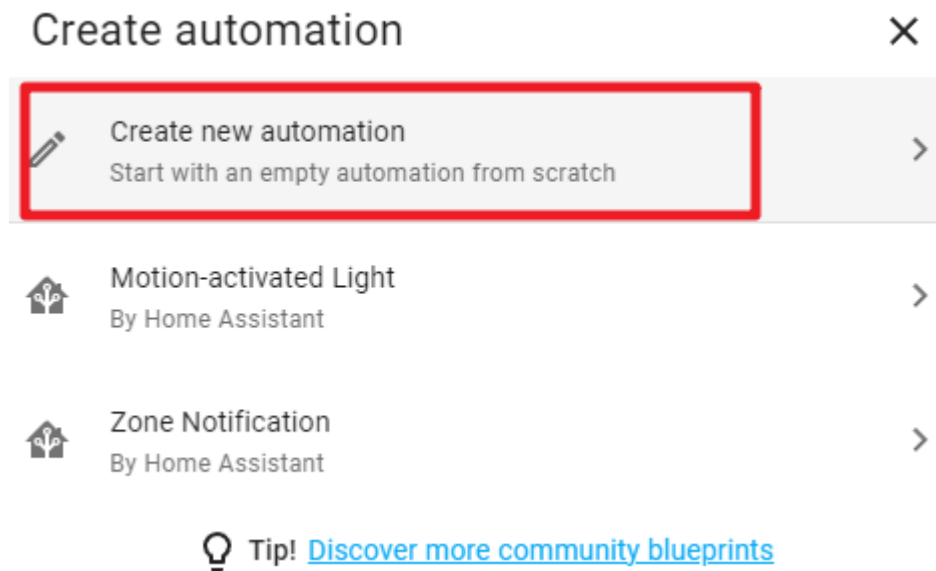 Create automation
Create new automation
Start with an empty automation from scratch
Motion-activated Light
By Home Assistant
Zone Notification
By Home Assistant
Tip! Discover more community blueprints